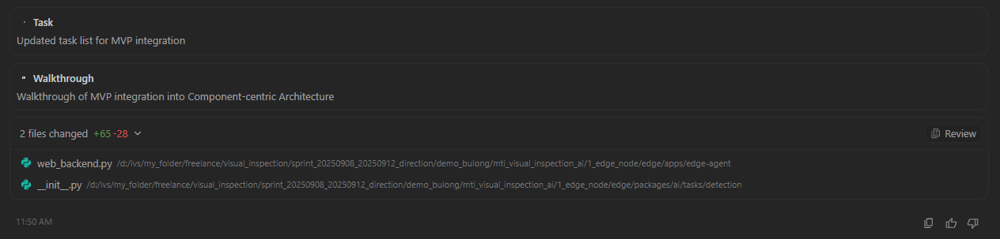 Task
Updated task list for MVP integration
Walkthrough
Walkthrough of MVP integration into Component-centric Architecture
2 files changed +65 -28 Review
web_backend.py /d:/ivs/my_folder/freelance/visual_inspection/sprint_20250908_20250912_direction/demo_bulong/mti_visual_inspection_ai/1_edge_node/edge/apps/edge-agent
__init__.py /d:/ivs/my_folder/freelance/visual_inspection/sprint_20250908_20250912_direction/demo_bulong/mti_visual_inspection_ai/1_edge_node/edge/packages/ai/tasks/detection
11:50 AM